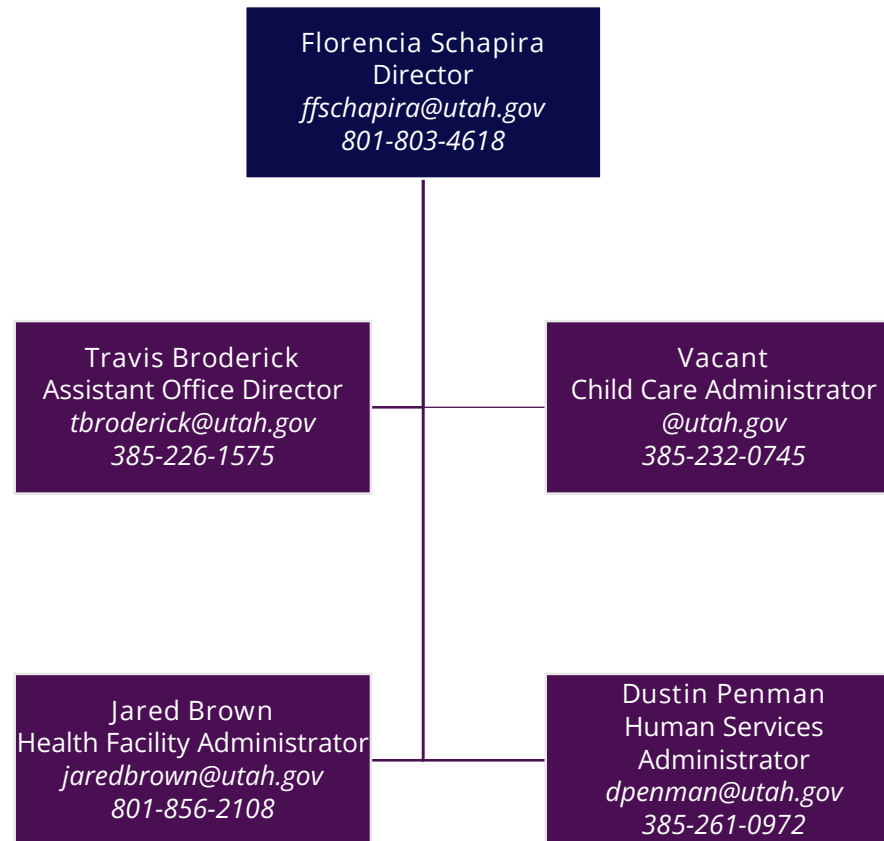 Florencia Schapira
Director
ffschapira@utah.gov
801-803-4618
Travis Broderick
Assistant Office Director
tbroderick@utah.gov
385-226-1575
Vacant
Child Care Administrator
@utah.gov
385-232-0745
Jared Brown
Health Facility Administrator
jaredbrown@utah.gov
801-856-2108
Dustin Penman
Human Services
Administrator
dpenman@utah.gov
385-261-0972